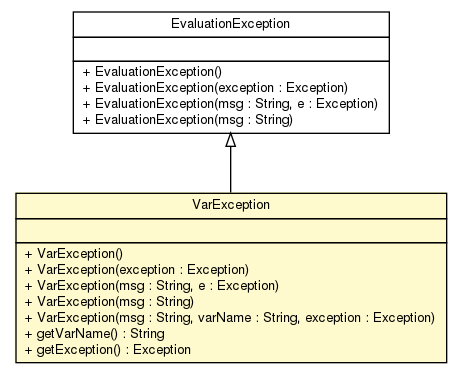 EvaluationException
+ EvaluationException()
+ EvaluationException(exception : Exception)
+ EvaluationException(msg : String, e : Exception)
+ EvaluationException(msg : String)
VarException
+ VarException()
+ VarException(exception : Exception)
+ VarException(msg : String, e : Exception)
+ VarException(msg : String)
+ VarException(msg : String, varName : String, exception : Exception)
+ getVarName() : String
+ getException() : Exception